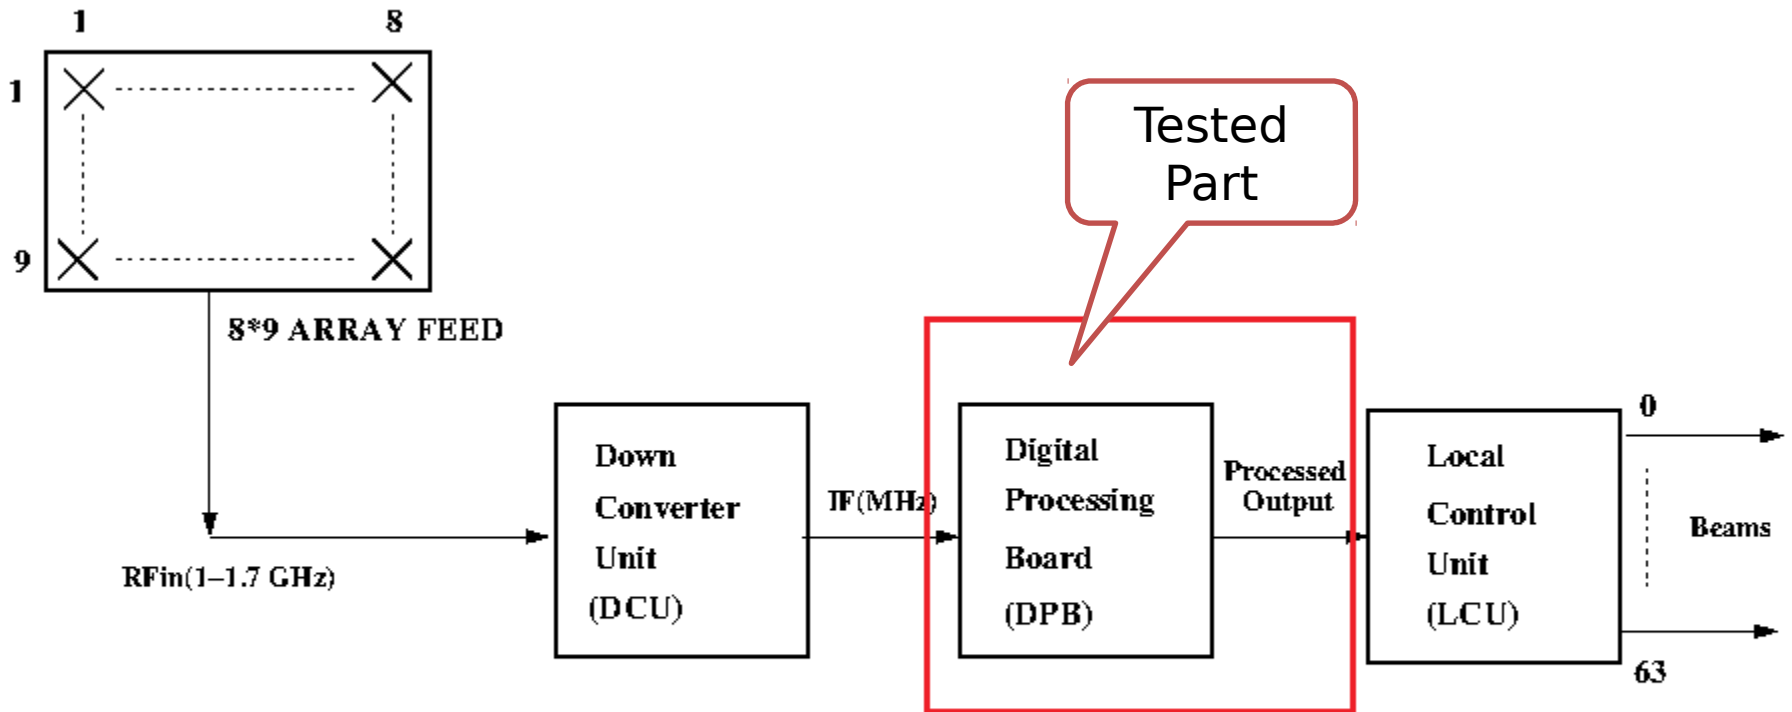 1
8
1
9
8*9 ARRAY FEED
RFin(1–1.7 GHz)
Down
Converter
Unit
(DCU)
IF(MHz)
Tested
Part
Digital
Processing
Board
(DPB)
Processed
Output
Local
Control
Unit
(LCU)
0
Beams
63